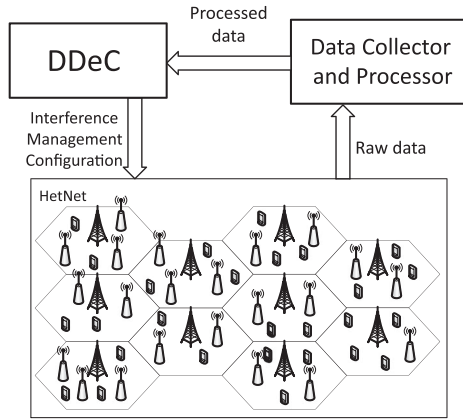 Processed
data
DDeC
Data Collector
and Processor
Interference
Management
Configuration
Raw data
HetNet